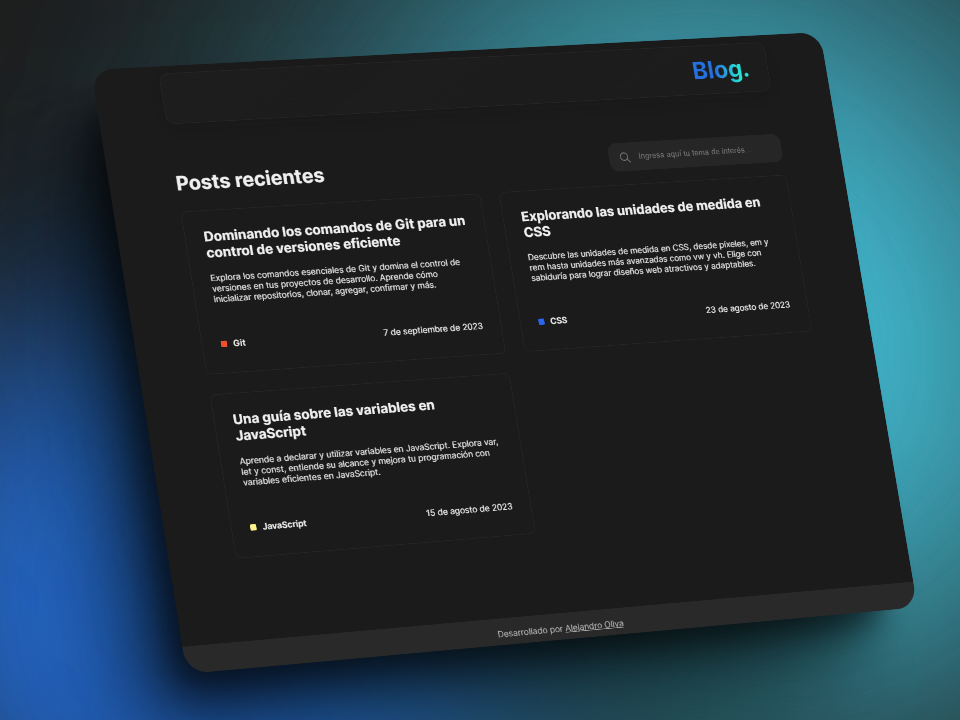 Blog.
Ingresa aquí tu tema de interés...
Posts recientes
Dominando los comandos de Git para un
control de versiones eficiente
Explora los comandos esenciales de Git y domina el control de
versiones en tus proyectos de desarrollo. Aprende cómo
inicializar repositorios, clonar, agregar, confirmar y más.
Git
7 de septiembre de 2023
Explorando las unidades de medida en
CSS
Descubre las unidades de medida en CSS, desde píxeles, em y
rem hasta unidades más avanzadas como vw y vh. Elige con
sabiduría para lograr diseños web atractivos y adaptables.
CSS
23 de agosto de 2023
Una guía sobre las variables en
JavaScript
Aprende a declarar y utilizar variables en JavaScript. Explora var,
let y const, entiende su alcance y mejora tu programación con
variables eficientes en JavaScript.
JavaScript
15 de agosto de 2023
Desarrollado por Alejandro Oliva